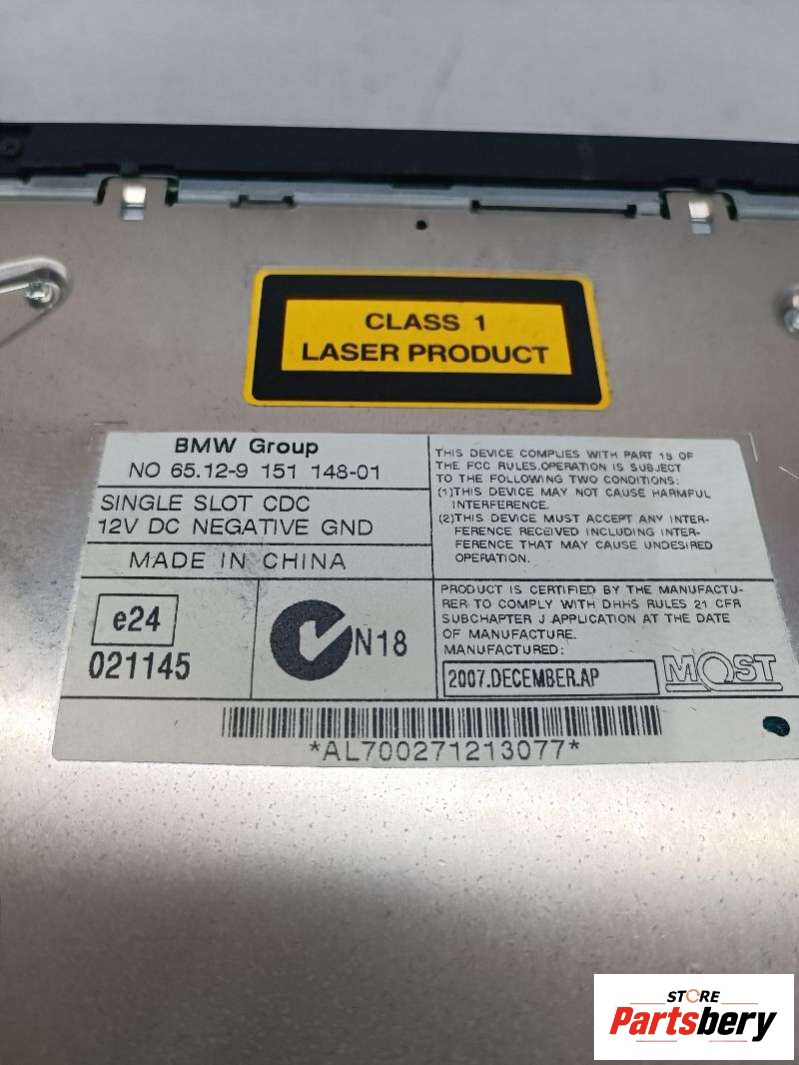 CLASS 1
LASER PRODUCT
BMW Group
NO 65.12-9 151 148-01
SINGLE SLOT CDC
12V DC NEGATIVE GND
MADE IN CHINA
e24
021145
N18
THIS DEVICE COMPLIES WITH PART 15 OF
THE FCC RULES.OPERATION IS SUBJECT
TO THE FOLLOWING TWO CONDITIONS:
(1)THIS DEVICE MAY NOT CAUSE HARMFUL
INTERFERENCE.
(2)THIS DEVICE MUST ACCEPT ANY INTER-
FERENCE RECEIVED INCLUDING INTER-
FERENCE THAT MAY CAUSE UNDESIRED
OPERATION.
PRODUCT IS CERTIFIED BY THE MANUFACTU-
RER TO COMPLY WITH DHHS RULES 21 CFR
SUBCHAPTER J APPLICATION AT THE DATE
OF MANUFACTURE.
MANUFACTURED:
2007.DECEMBER.AP
MOST
*AL700271213077*
STORE
Partsbery